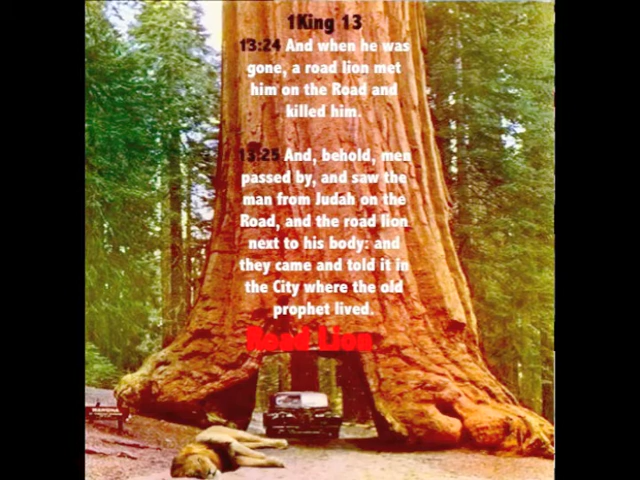 1King 13
13:24 And when he was
gone, a road lion met
him on the Road and
killed him.
13:25 And, behold, men
passed by, and saw the
man from Judah on the
Road, and the road lion
next to his body: and
they came and told it in
the City where the old
prophet lived.
Road Lion